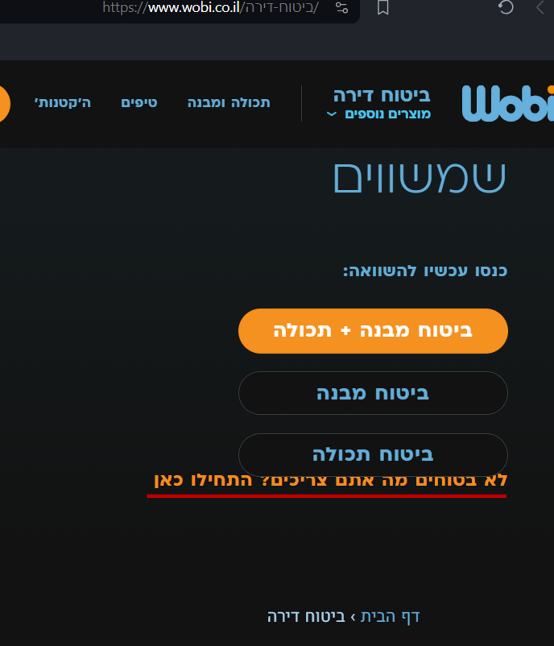 https://www.wobi.co.il/ביטוח-דירה/
Wobi
ביטוח דירה
מוצרים נוספים
תכולה ומבנה
טיפים
ה'קטנות'
שמשווים
כנסו עכשיו להשוואה:
ביטוח מבנה + תכולה
ביטוח מבנה
ביטוח תכולה
לא בטוחים מה אתם צריכים? התחילו כאן
דף הבית › ביטוח דירה